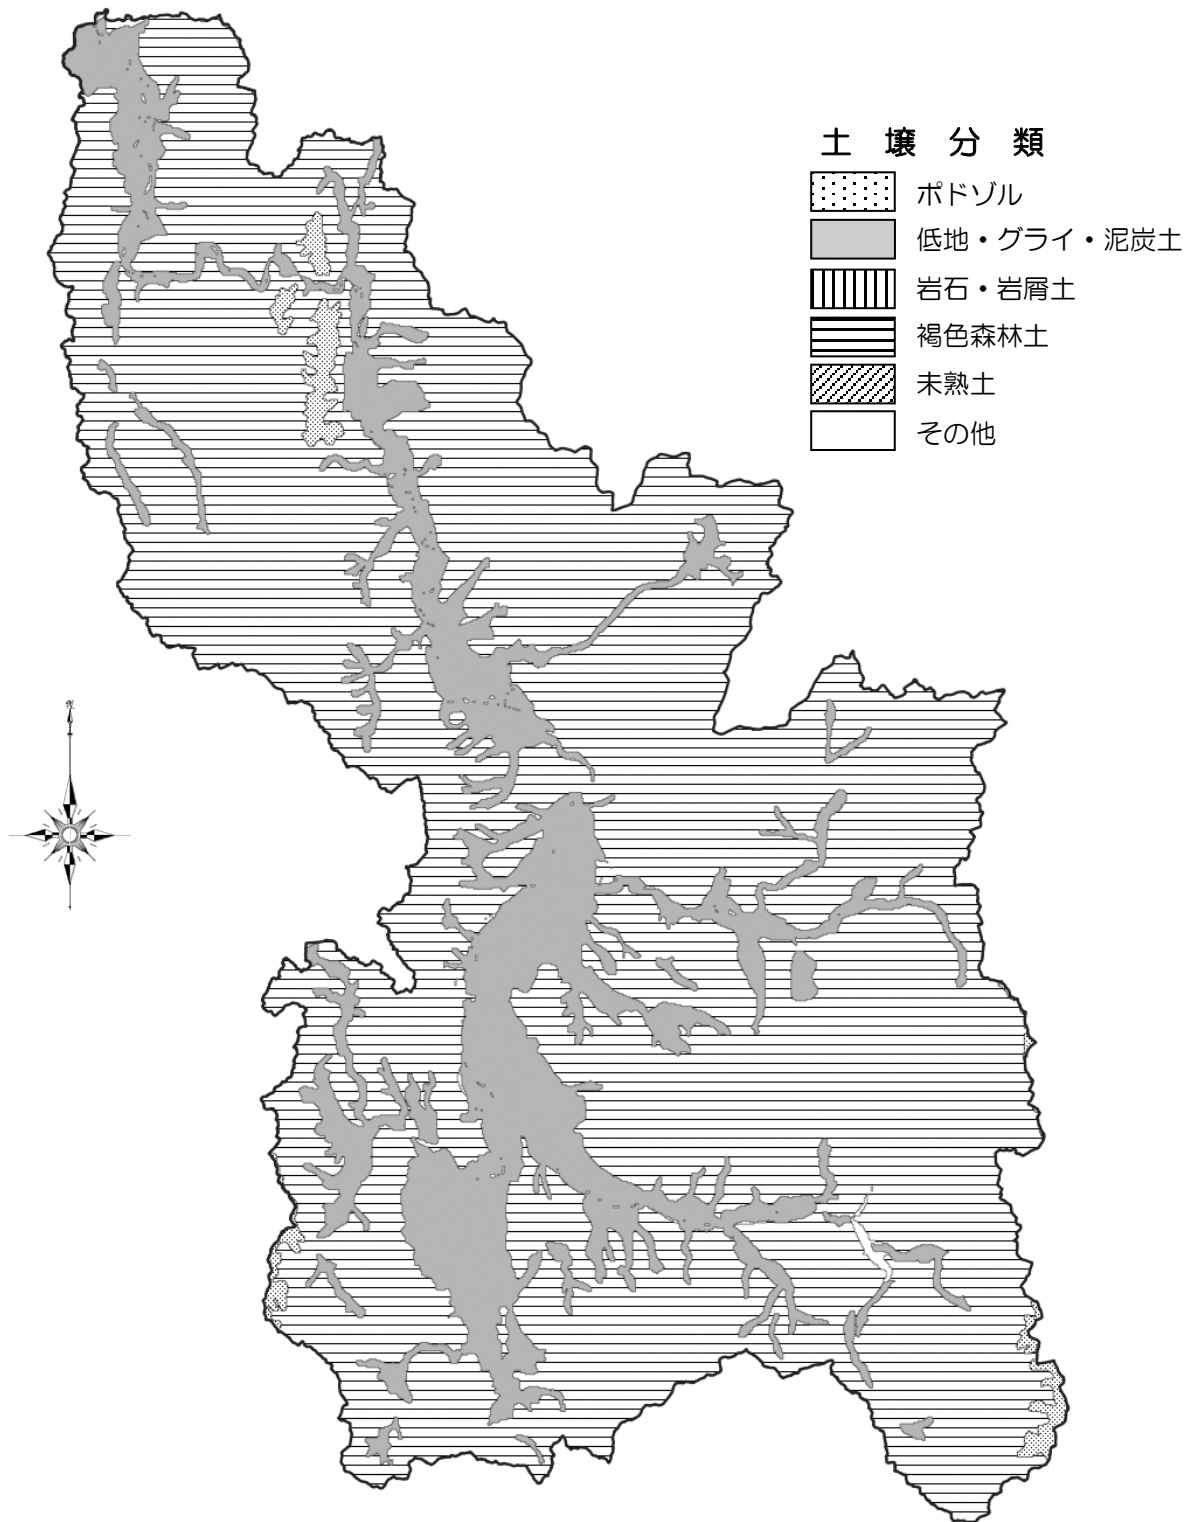 土壌分類
ポドゾル
低地・グライ・泥炭土
岩石・岩屑土
褐色森林土
未熟土
その他
N